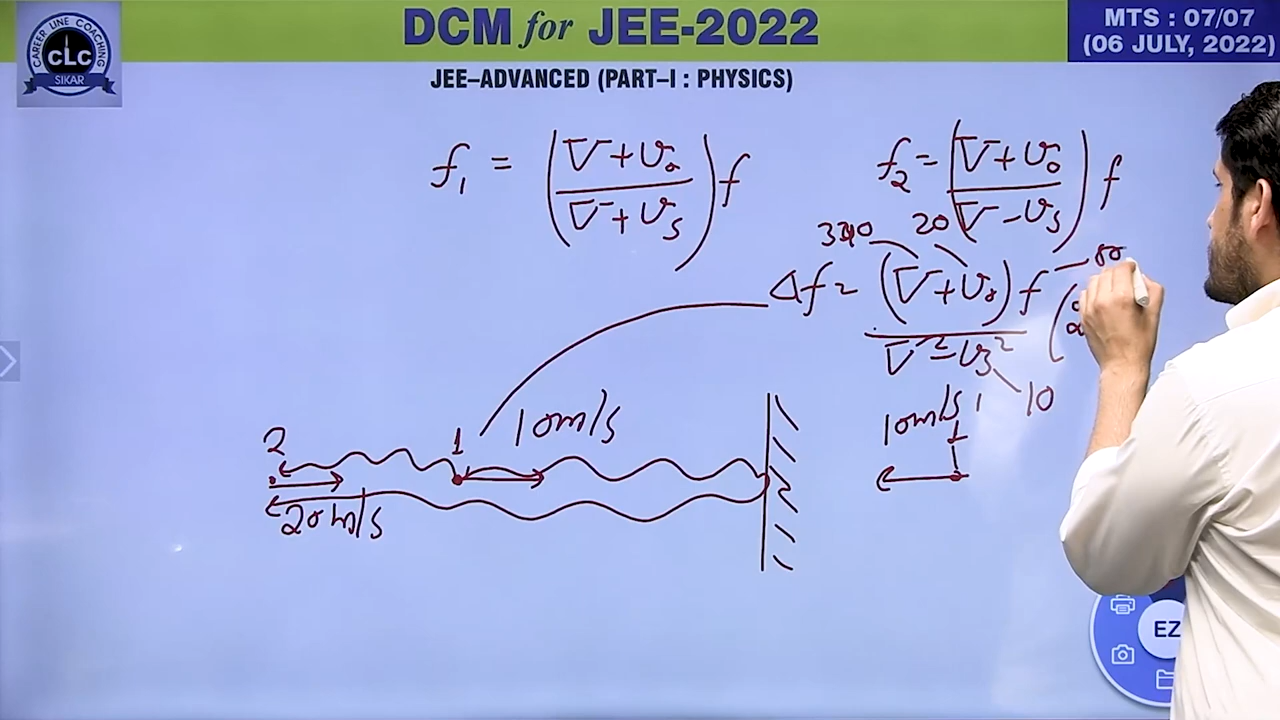 CAREER LINE COACHING
CLC
SIKAR
DCM for JEE-2022
MTS : 07/07
(06 JULY, 2022)
JEE–ADVANCED (PART–I : PHYSICS)
f₁ = (V+v₀ / V+vₛ) f
f₂ = (V+v₀ / V-vₛ) f
20
Δf = (V+v₀) f
V² - vₛ²
10
10m/s
10m/s 1
2
1
20m/s
EZ